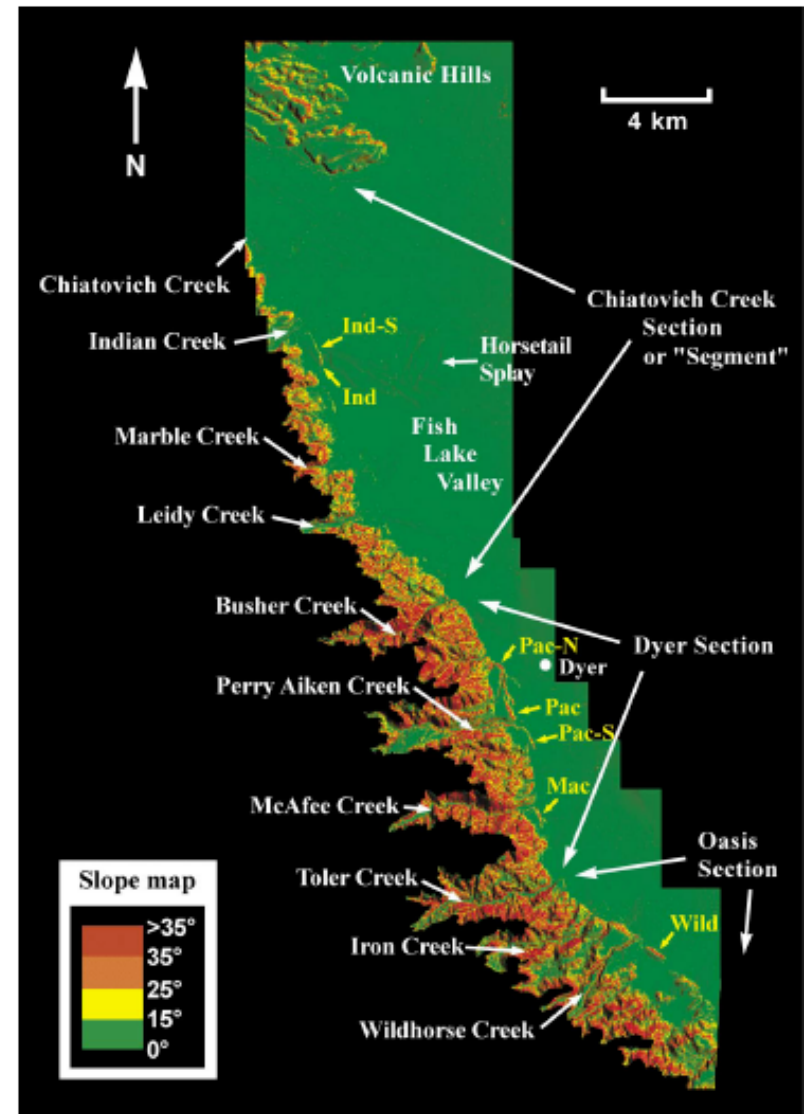 Volcanic Hills
4 km
N
Chiatovich Creek
Chiatovich Creek
Section
or "Segment"
Indian Creek
Ind-S
Horsetail
Splay
Ind
Fish
Lake
Valley
Marble Creek
Leidy Creek
Busher Creek
Dyer Section
Pac-N
Dyer
Perry Aiken Creek
Pac
Pac-S
Mac
McAfee Creek
Oasis
Section
Toler Creek
Wild
Iron Creek
Wildhorse Creek
Slope map
>35°
35°
25°
15°
0°